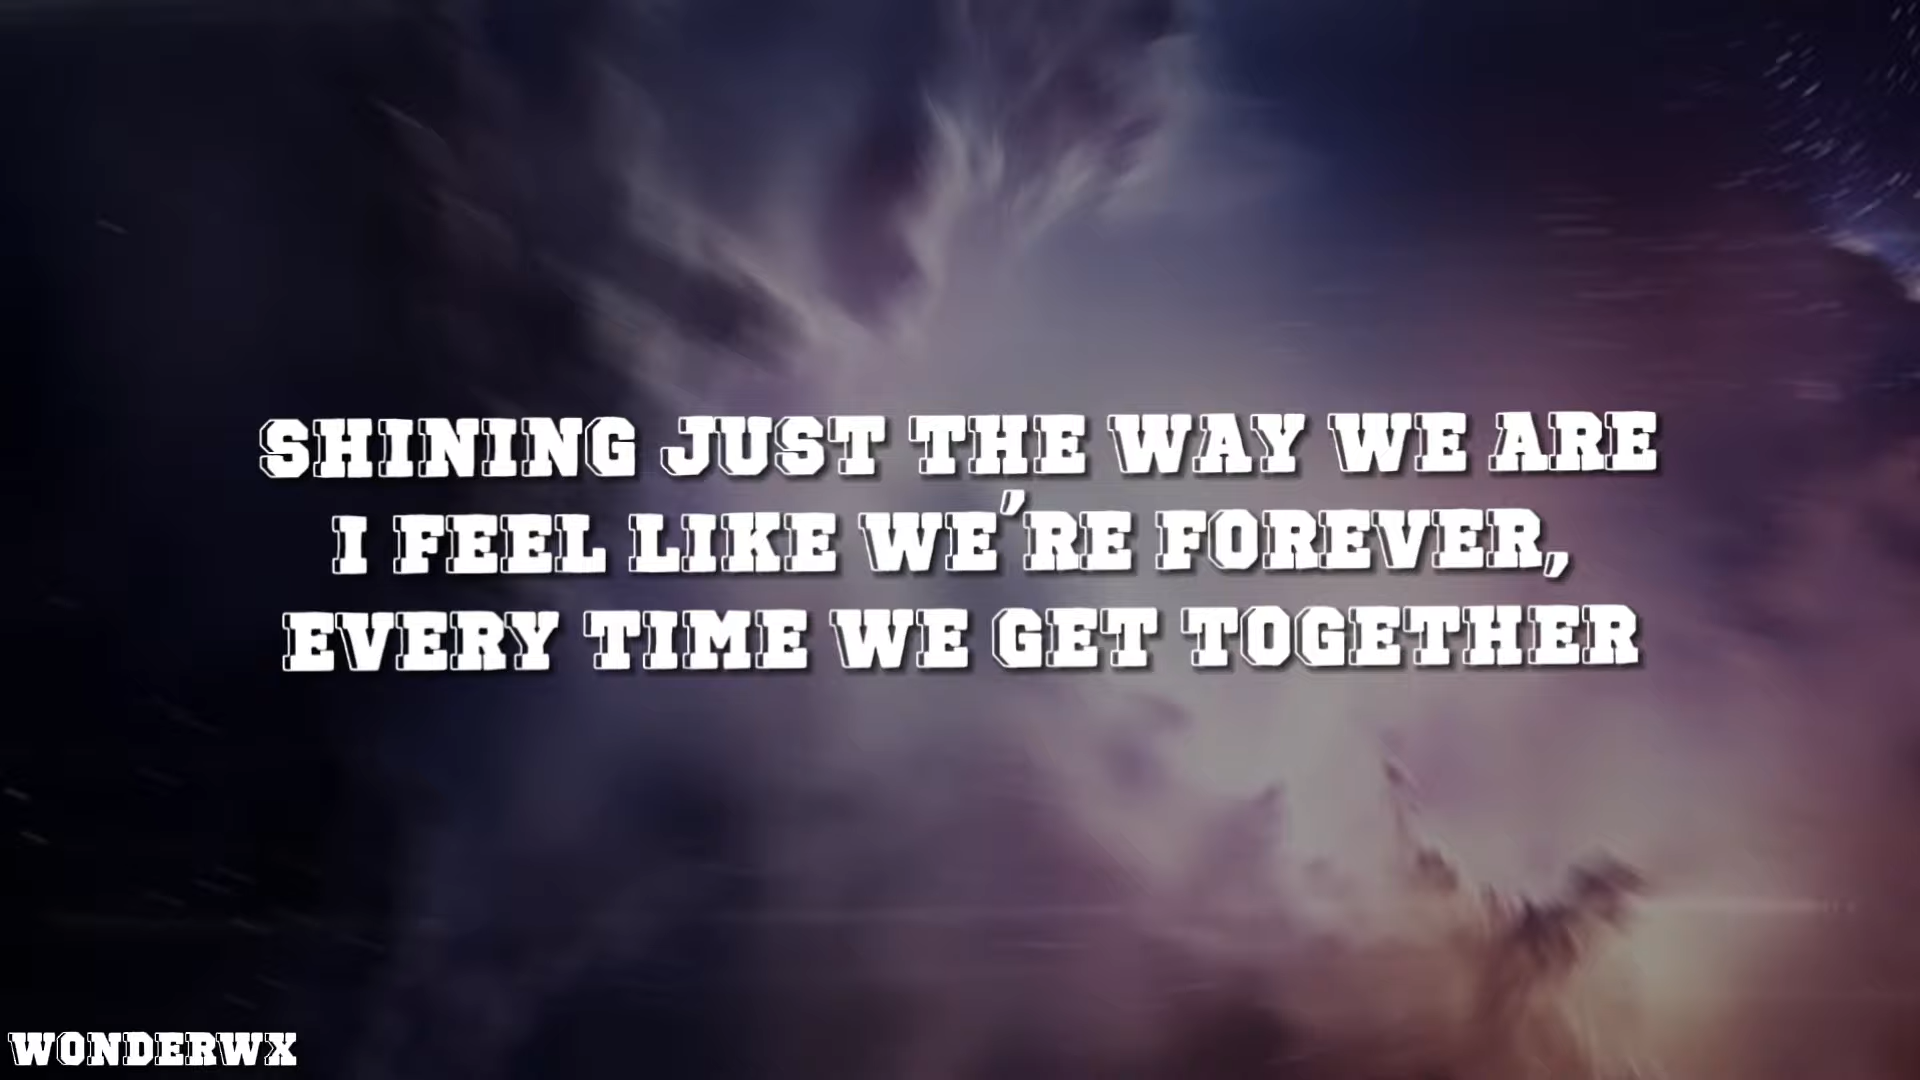 SHINING JUST THE WAY WE ARE
I FEEL LIKE WE'RE FOREVER,
EVERY TIME WE GET TOGETHER
WONDERWX